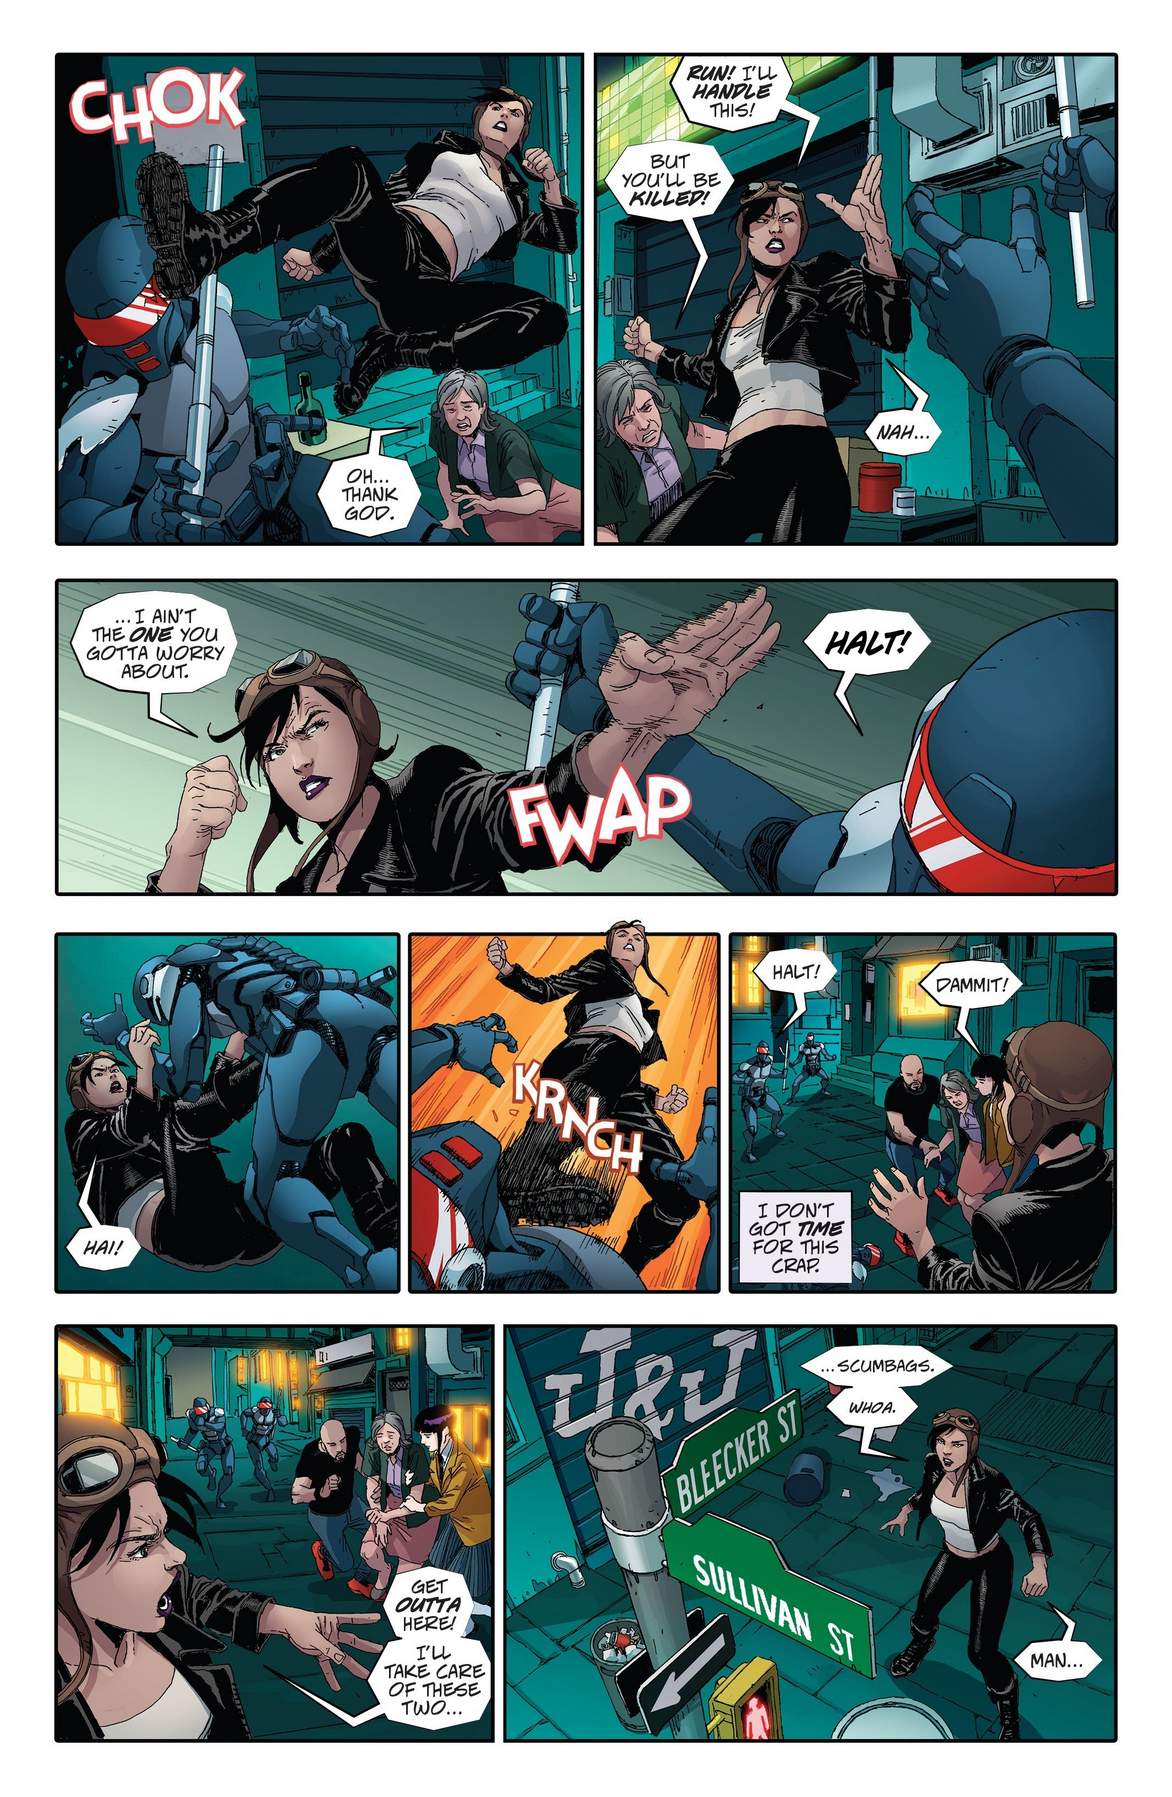 CHOK
OH...
THANK
GOD.
RUN! I'LL
HANDLE
THIS!
BUT
YOU'LL BE
KILLED!
NAH...
...I AIN'T
THE ONE YOU
GOTTA WORRY
ABOUT.
HALT!
FWAP
HAI!
KRNCH
HALT!
DAMMIT!
I DON'T
GOT TIME
FOR THIS
CRAP.
GET
OUTTA
HERE!
I'LL
TAKE CARE
OF THESE
TWO...
J&J
BLEECKER ST
SULLIVAN ST
...SCUMBAGS.
WHOA.
MAN...